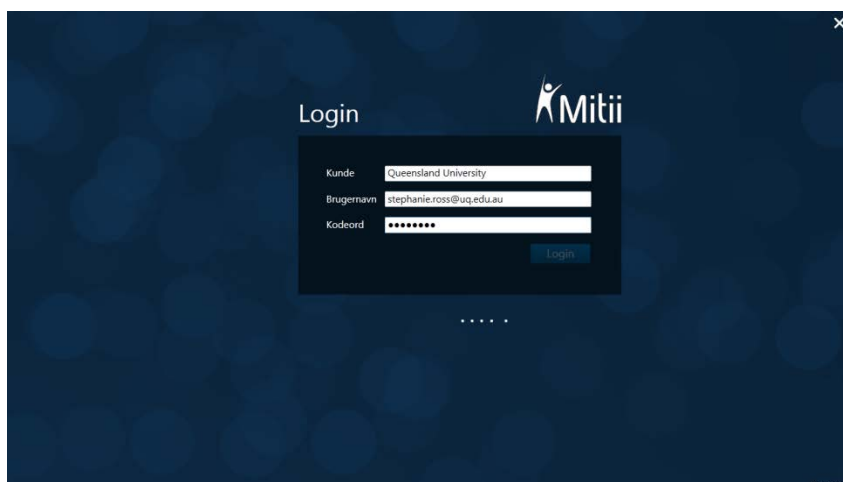 Login
Mitii
Kunde Queensland University
Brugernavn stephanie.ross@uq.edu.au
Kodeord ••••••••
Login